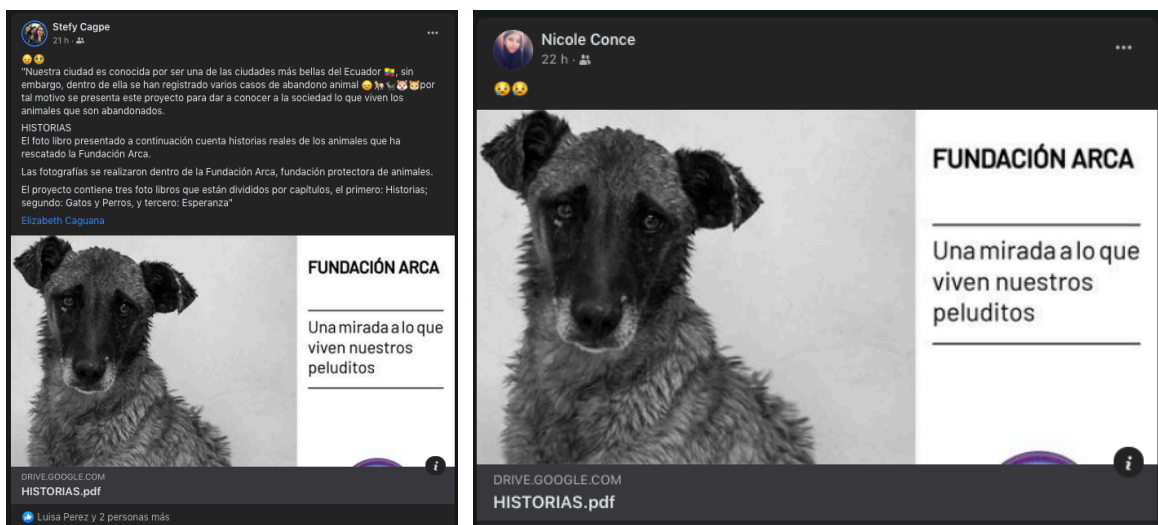 Stefy Cagpe
21 h ·
"Nuestra ciudad es conocida por ser una de las ciudades más bellas del Ecuador 🇪🇨, sin
embargo, dentro de ella se han registrado varios casos de abandono animal por
tal motivo se presenta este proyecto para dar a conocer a la sociedad lo que viven los
animales que son abandonados.
HISTORIAS
El foto libro presentado a continuación cuenta historias reales de los animales que ha
rescatado la Fundación Arca.
Las fotografías se realizaron dentro de la Fundación Arca, fundación protectora de animales.
El proyecto contiene tres foto libros que están divididos por capítulos, el primero: Historias;
segundo: Gatos y Perros, y tercero: Esperanza"
Elizabeth Caguana
FUNDACIÓN ARCA
Una mirada a lo que
viven nuestros
peluditos
DRIVE.GOOGLE.COM
HISTORIAS.pdf
Luisa Perez y 2 personas más
Nicole Conce
22 h ·
😢😢
FUNDACIÓN ARCA
Una mirada a lo que
viven nuestros
peluditos
DRIVE.GOOGLE.COM
HISTORIAS.pdf